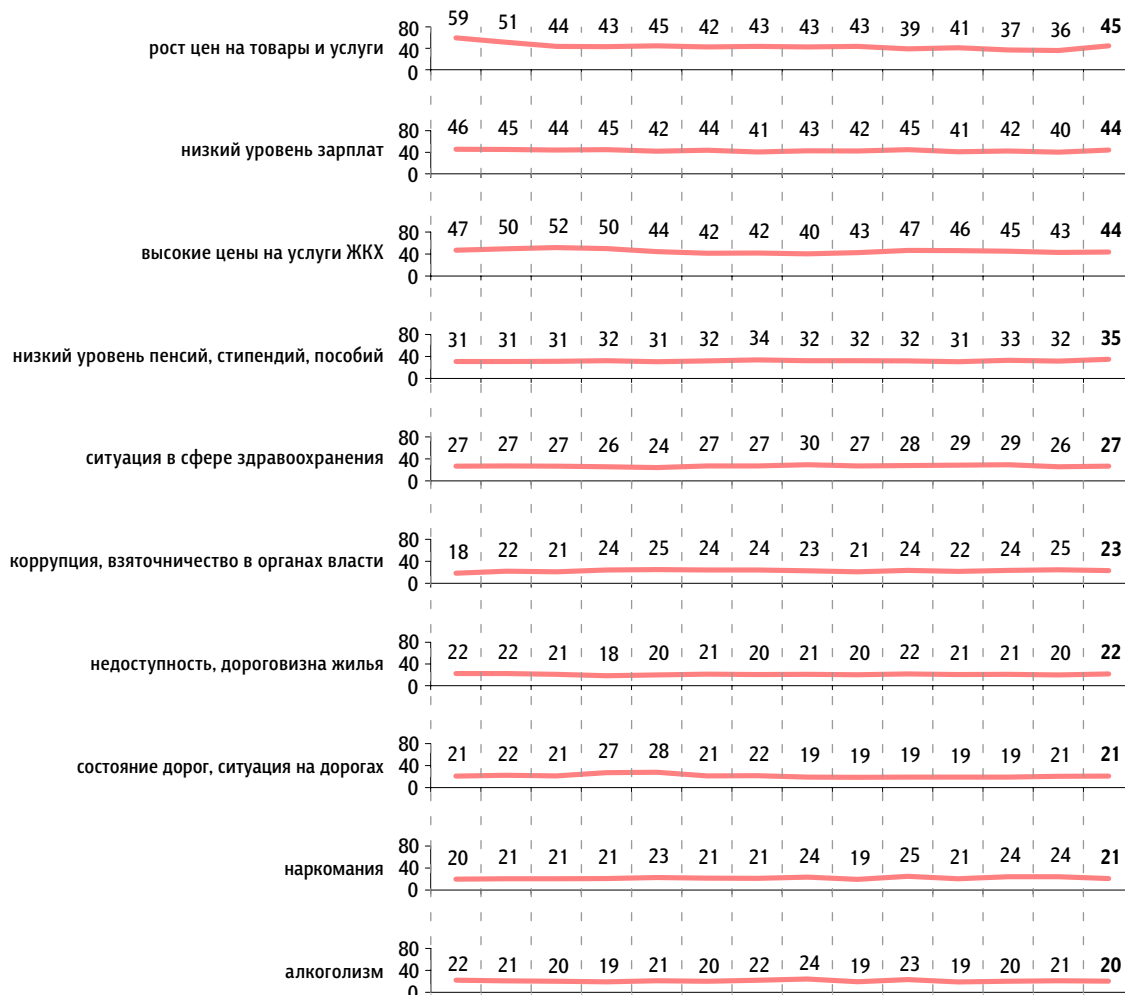 59 51 44 43 45 42 43 43 43 39 41 37 36 45
80
рост цен на товары и услуги
40
0
46 45 44 45 42 44 41 43 42 45 41 42 40 44
80
низкий уровень зарплат
40
0
47 50 52 50 44 42 42 40 43 47 46 45 43 44
80
высокие цены на услуги ЖКХ
40
0
31 31 31 32 31 32 34 32 32 32 31 33 32 35
80
низкий уровень пенсий, стипендий, пособий
40
0
27 27 27 26 24 27 27 30 27 28 29 29 26 27
80
ситуация в сфере здравоохранения
40
0
18 22 21 24 25 24 24 23 21 24 22 24 25 23
80
коррупция, взяточничество в органах власти
40
0
22 22 21 18 20 21 20 21 20 22 21 21 20 22
80
недоступность, дороговизна жилья
40
0
21 22 21 27 28 21 22 19 19 19 19 19 21 21
80
состояние дорог, ситуация на дорогах
40
0
20 21 21 21 23 21 21 24 19 25 21 24 24 21
80
наркомания
40
0
22 21 20 19 21 20 22 24 19 23 19 20 21 20
80
алкоголизм
40
0